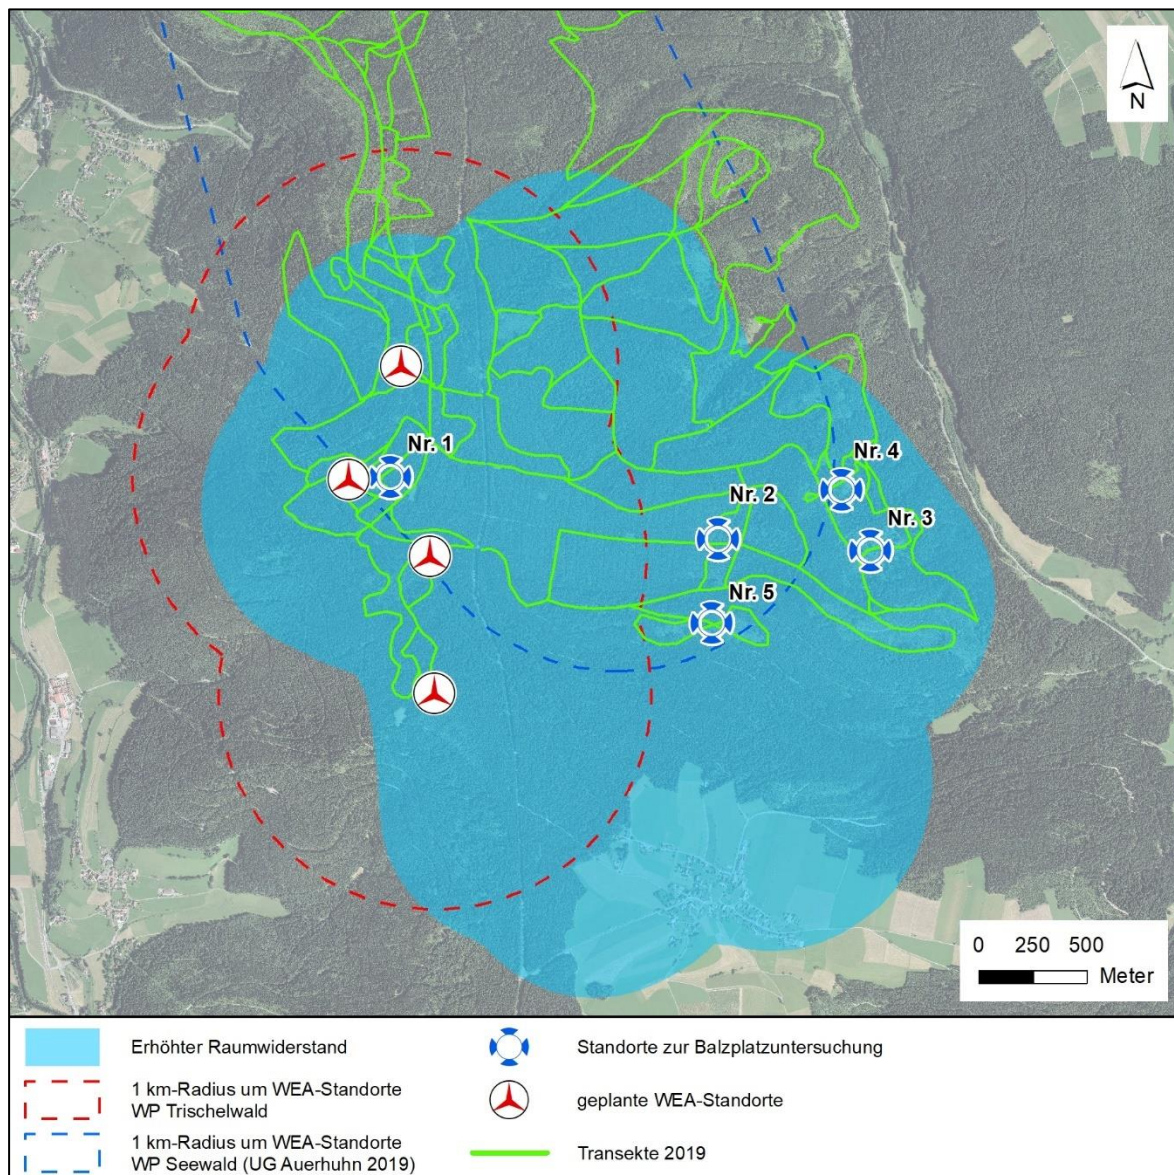 N
Nr. 1
Nr. 4
Nr. 2
Nr. 3
Nr. 5
0 250 500
Meter
Erhöhter Raumwiderstand
1 km-Radius um WEA-Standorte
WP Trischelwald
1 km-Radius um WEA-Standorte
WP Seewald (UG Auerhuhn 2019)
Standorte zur Balzplatzuntersuchung
geplante WEA-Standorte
Transekte 2019